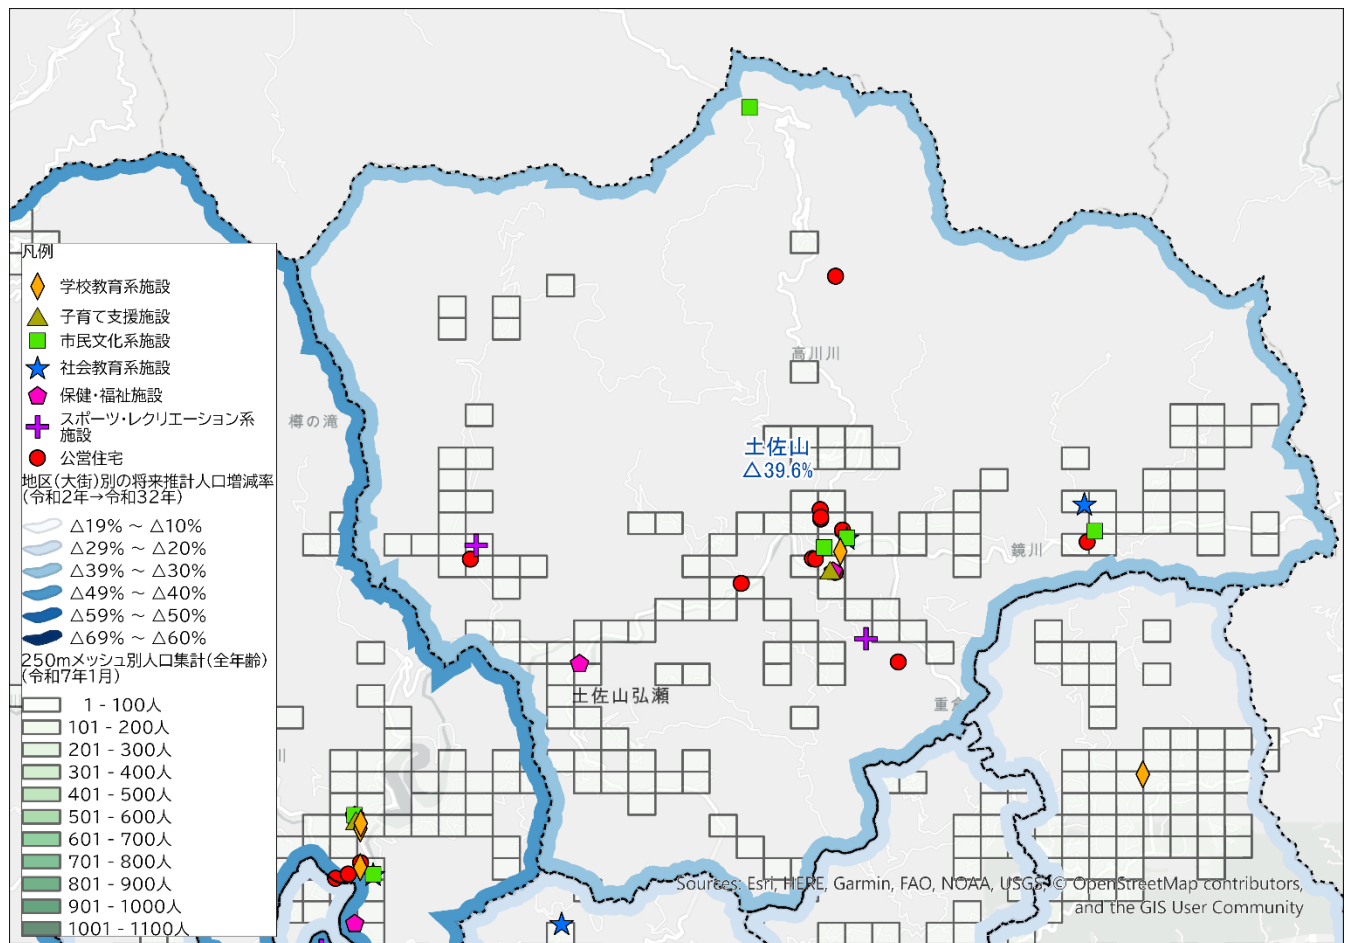 凡例
学校教育系施設
子育て支援施設
市民文化系施設
社会教育系施設
保健・福祉施設
スポーツ・レクリエーション系
施設
公営住宅
地区(大街)別の将来推計人口増減率
(令和2年→令和32年)
△19% ～ △10%
△29% ～ △20%
△39% ～ △30%
△49% ～ △40%
△59% ～ △50%
△69% ～ △60%
250mメッシュ別人口集計(全年齢)
(令和7年1月)
1 - 100人
101 - 200人
201 - 300人
301 - 400人
401 - 500人
501 - 600人
601 - 700人
701 - 800人
801 - 900人
901 - 1000人
1001 - 1100人
樽の滝
高川川
土佐山
△39.6%
鏡川
土佐山弘瀬
重倉
川
Sources: Esri, HERE, Garmin, FAO, NOAA, USGS, © OpenStreetMap contributors,
and the GIS User Community